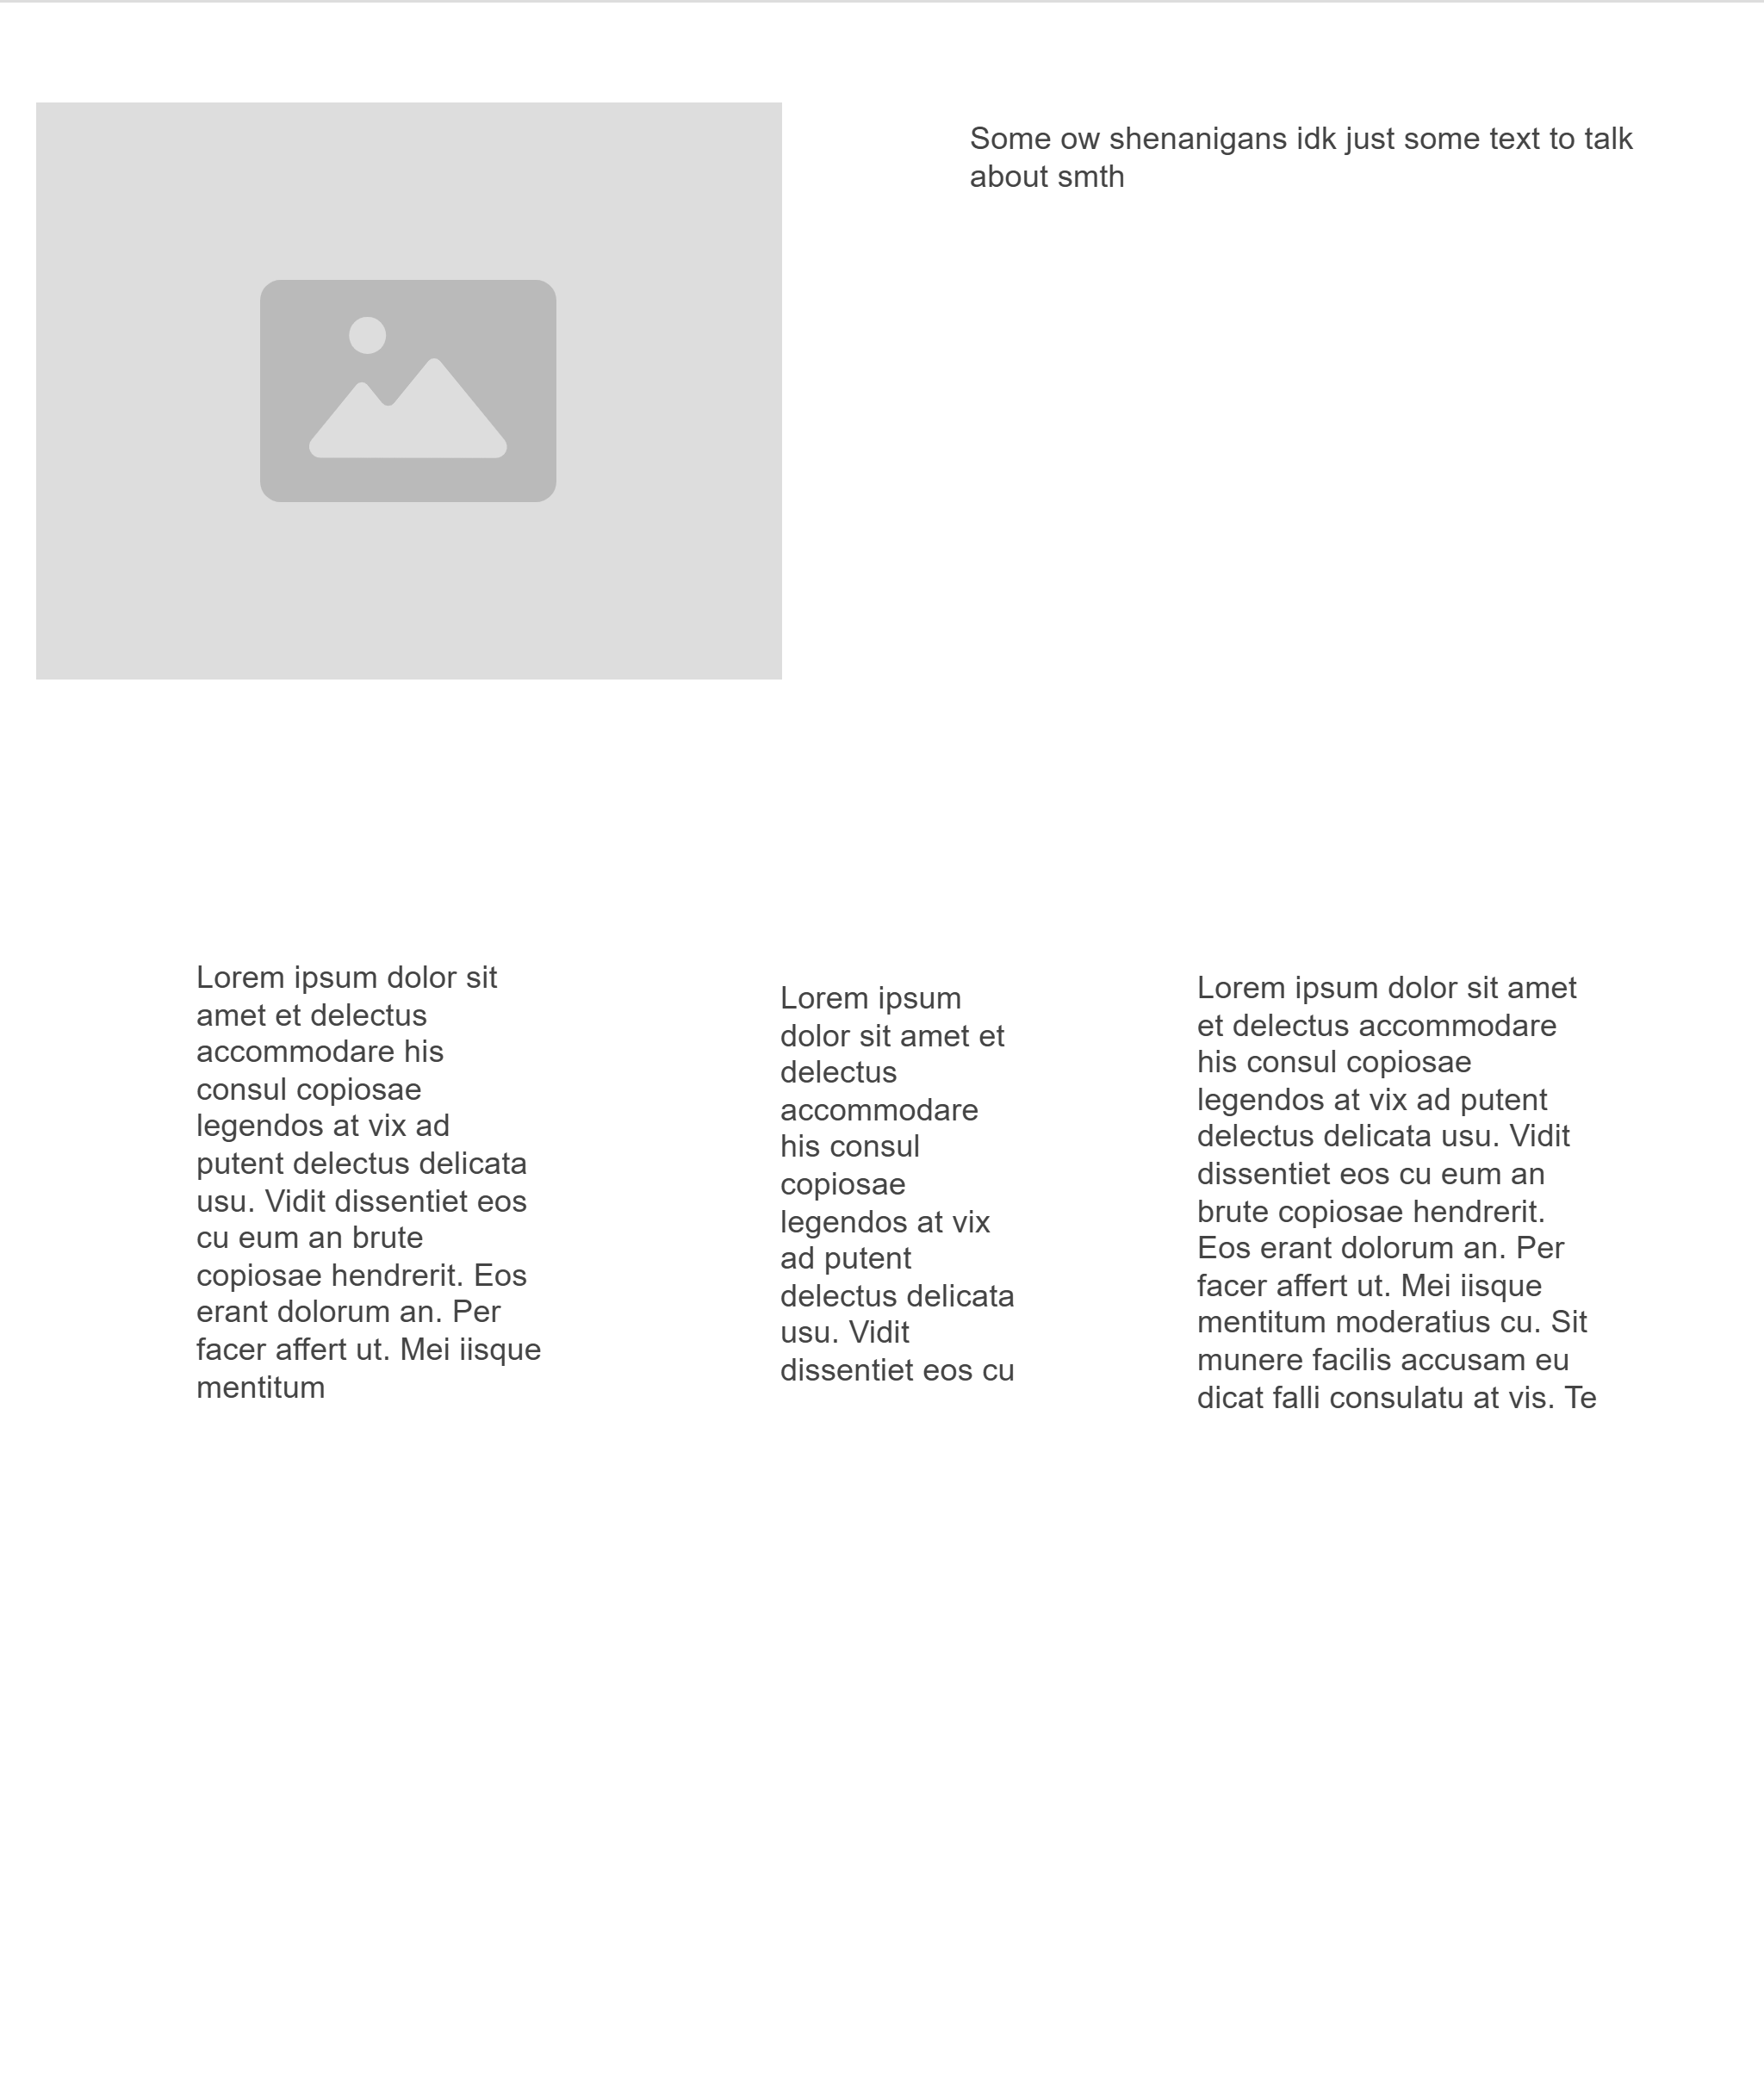 Some ow shenanigans idk just some text to talk
about smth
Lorem ipsum dolor sit
amet et delectus
accommodare his
consul copiosae
legendos at vix ad
putent delectus delicata
usu. Vidit dissentiet eos
cu eum an brute
copiosae hendrerit. Eos
erant dolorum an. Per
facer affert ut. Mei iisque
mentitum
Lorem ipsum
dolor sit amet et
delectus
accommodare
his consul
copiosae
legendos at vix
ad putent
delectus delicata
usu. Vidit
dissentiet eos cu
Lorem ipsum dolor sit amet
et delectus accommodare
his consul copiosae
legendos at vix ad putent
delectus delicata usu. Vidit
dissentiet eos cu eum an
brute copiosae hendrerit.
Eos erant dolorum an. Per
facer affert ut. Mei iisque
mentitum moderatius cu. Sit
munere facilis accusam eu
dicat falli consulatu at vis. Te